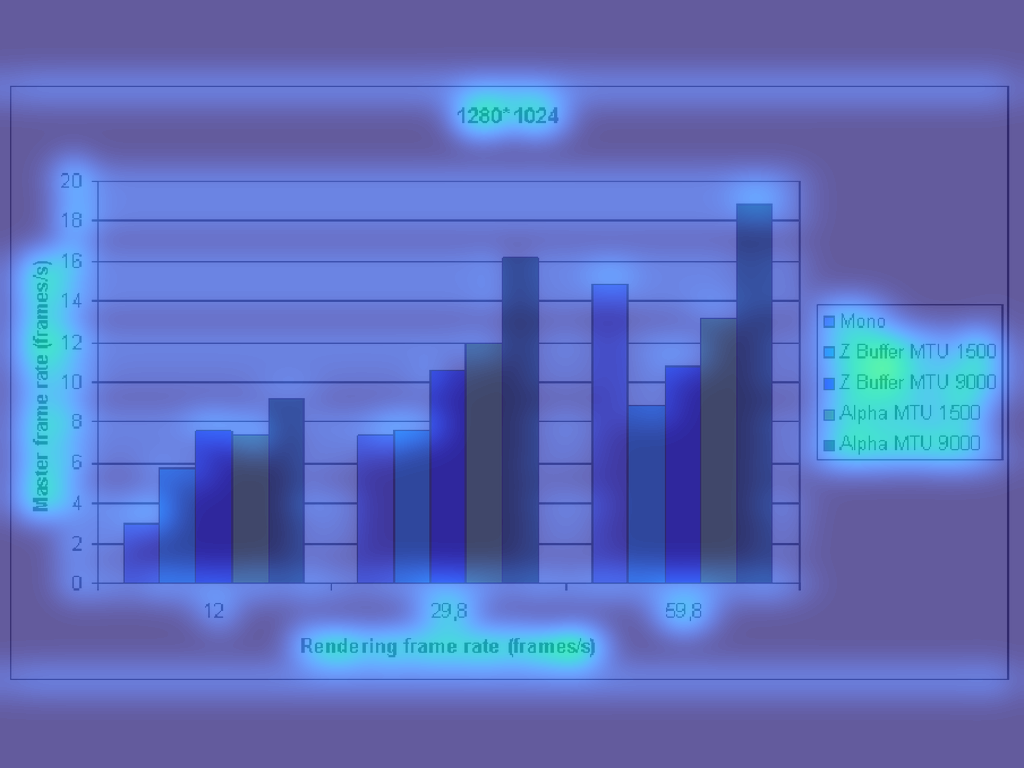 1280*1024
20
18
16
14
12
10
8
6
4
2
0
Master frame rate (frames/s)
12 29,8 59,8
Rendering frame rate (frames/s)
Mono
Z Buffer MTU 1500
Z Buffer MTU 9000
Alpha MTU 1500
Alpha MTU 9000